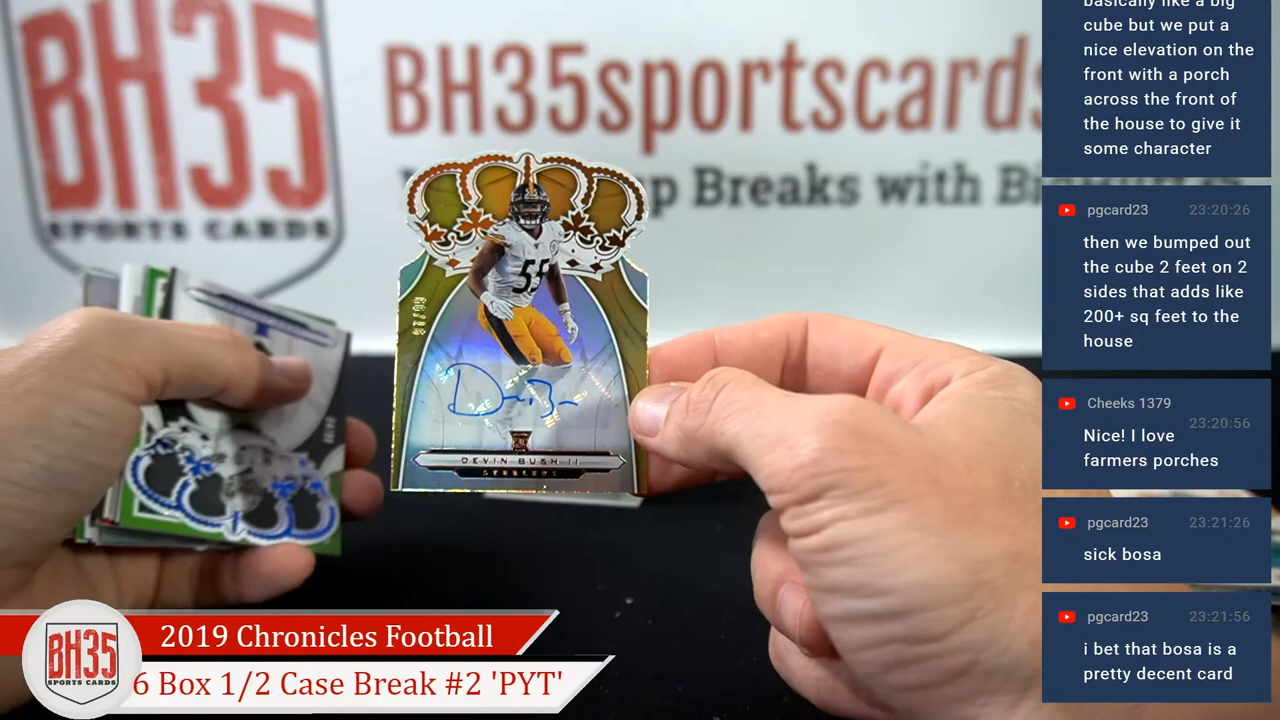 BH35
SPORTS CARDS
BH35sportscards
p Breaks with
55
DEVIN BUSH II
STEELERS
2019 Chronicles Football
6 Box 1/2 Case Break #2 'PYT'
BH35
SPORTS CARDS
basically like a big
cube but we put a
nice elevation on the
front with a porch
across the front of
the house to give it
some character
pgcard23 23:20:26
then we bumped out
the cube 2 feet on 2
sides that adds like
200+ sq feet to the
house
Cheeks 1379
23:20:56
Nice! I love
farmers porches
pgcard23 23:21:26
sick bosa
pgcard23 23:21:56
i bet that bosa is a
pretty decent card